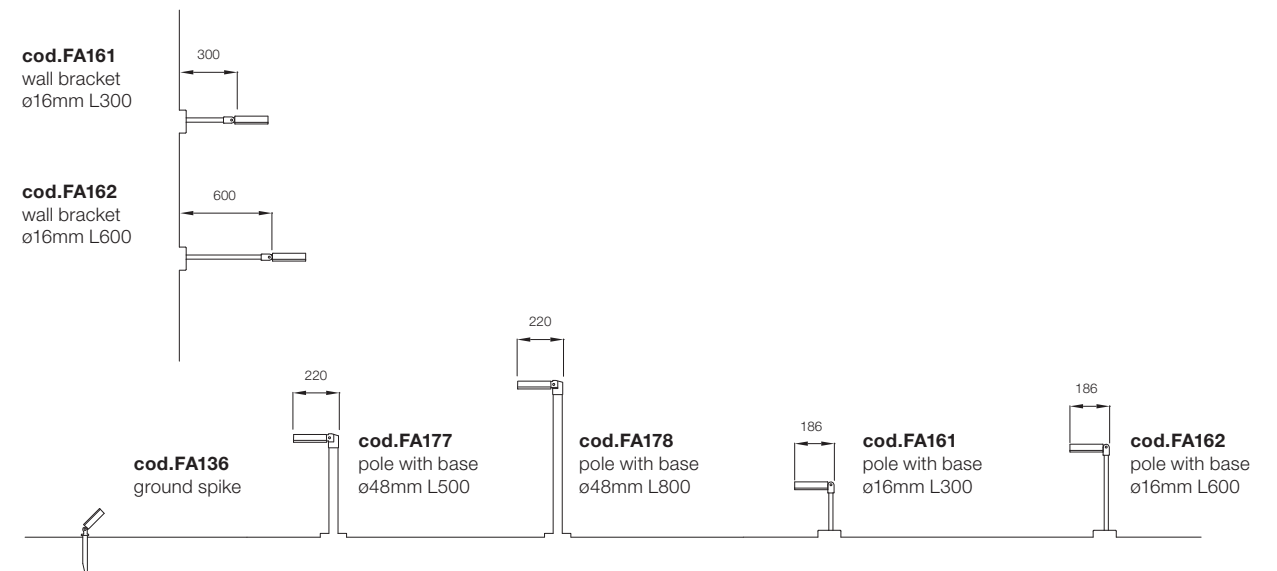 cod.FA161
wall bracket
ø16mm L300
300
cod.FA162
wall bracket
ø16mm L600
600
cod.FA136
ground spike
220
cod.FA177
pole with base
ø48mm L500
220
cod.FA178
pole with base
ø48mm L800
186
cod.FA161
pole with base
ø16mm L300
186
cod.FA162
pole with base
ø16mm L600